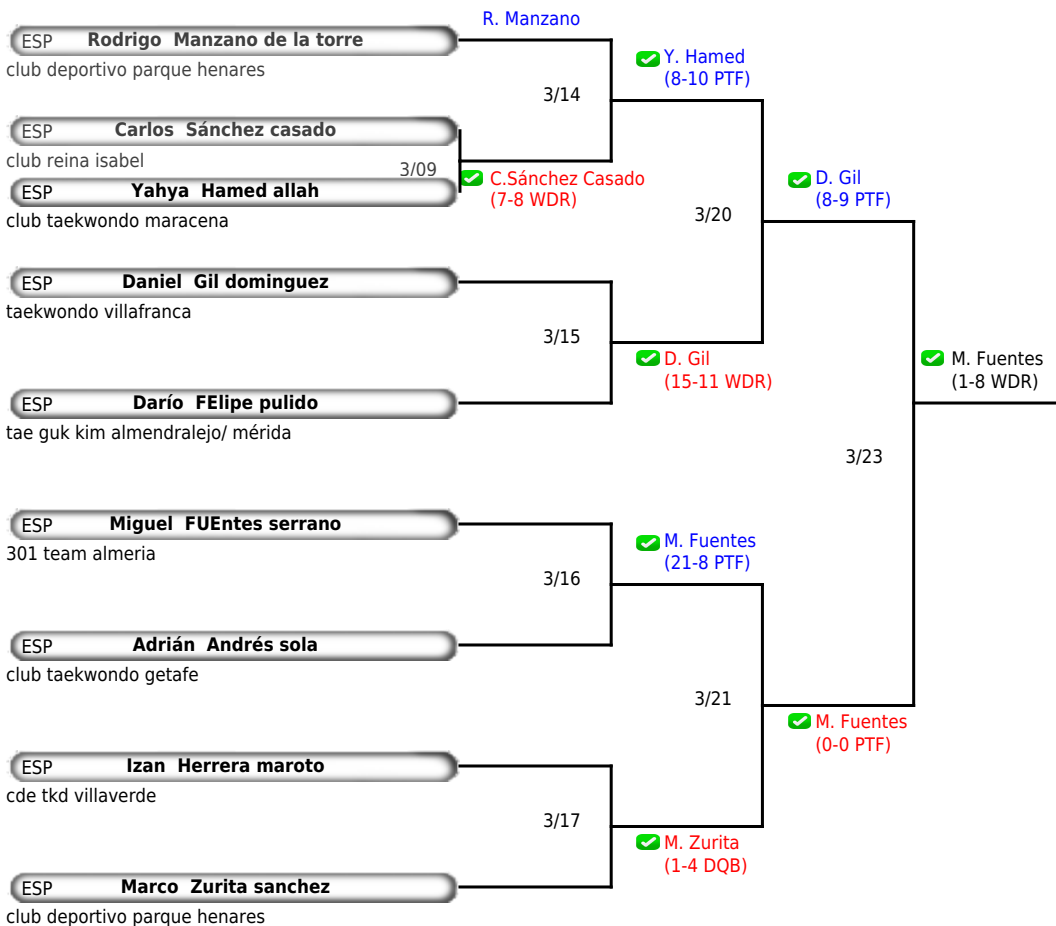 R. Manzano
ESP Rodrigo Manzano de la torre
club deportivo parque henares
Y. Hamed
(8-10 PTF)
3/14
ESP Carlos Sánchez casado
club reina isabel
3/09
C.Sánchez Casado
(7-8 WDR)
ESP Yahya Hamed allah
club taekwondo maracena
D. Gil
(8-9 PTF)
3/20
ESP Daniel Gil dominguez
taekwondo villafranca
3/15
D. Gil
(15-11 WDR)
M. Fuentes
(1-8 WDR)
ESP Darío FElipe pulido
tae guk kim almendralejo/ mérida
3/23
ESP Miguel FUEntes serrano
301 team almeria
M. Fuentes
(21-8 PTF)
3/16
ESP Adrián Andrés sola
club taekwondo getafe
3/21
M. Fuentes
(0-0 PTF)
ESP Izan Herrera maroto
cde tkd villaverde
3/17
M. Zurita
(1-4 DQB)
ESP Marco Zurita sanchez
club deportivo parque henares